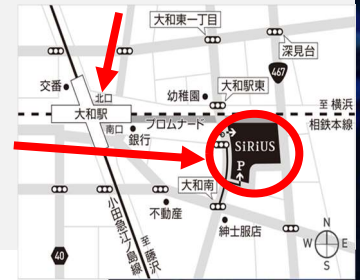 大和東一丁目
深見台
467
交番
北口
幼稚園
大和駅東
至 横浜
大和駅
相鉄本線
南口
プロムナード
銀行
SiRiUS
P
大和南
小田急江ノ島線
至 藤沢
不動産
紳士服店
40
N
W
E
S